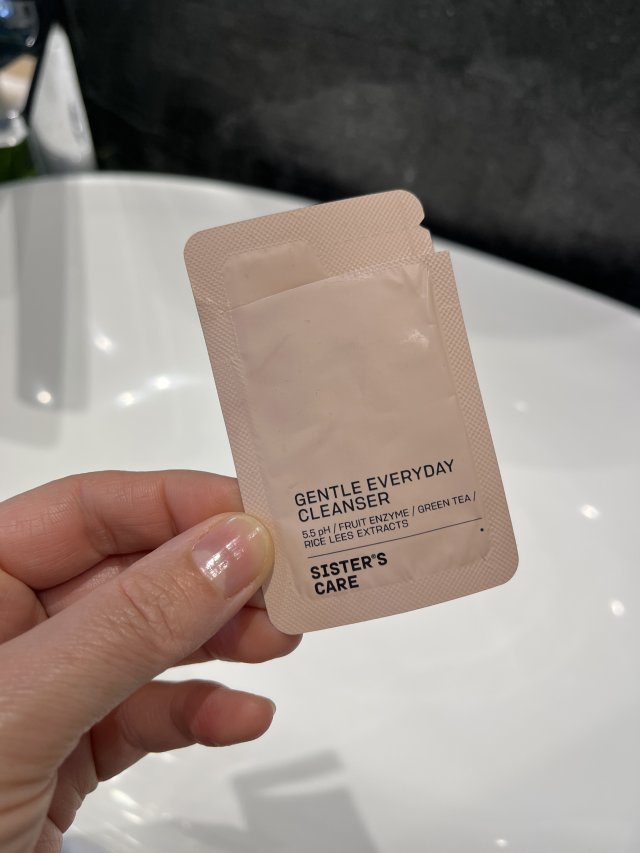 GENTLE EVERYDAY
CLEANSER
5.5 pH / FRUIT ENZYME / GREEN TEA /
RICE LEES EXTRACTS
SISTER'S
CARE